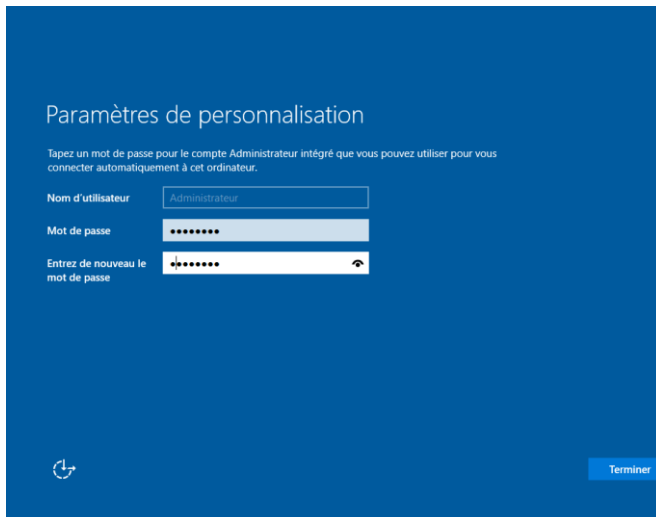 Paramètres de personnalisation
Tapez un mot de passe pour le compte Administrateur intégré que vous pouvez utiliser pour vous
connecter automatiquement à cet ordinateur.
Nom d'utilisateur
Administrateur
Mot de passe
••••••••
Entrez de nouveau le
mot de passe
••••••••
Terminer